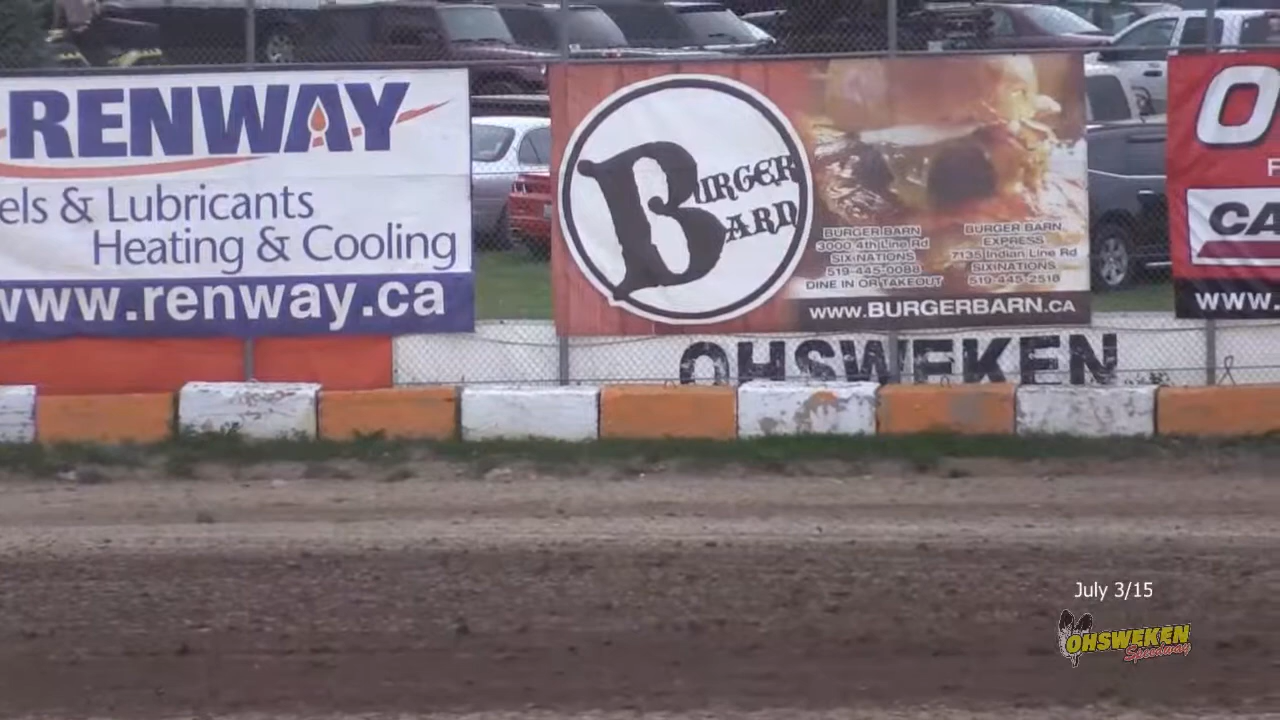 RENWAY
els & Lubricants
Heating & Cooling
www.renway.ca
BURGER
BARN
BURGER BARN
3000 4th Line Rd
SIX NATIONS
519-445-0088
DINE IN OR TAKEOUT
BURGER BARN
EXPRESS
7135 Indian Line Rd
SIX NATIONS
519-445-2518
www.BURGERBARN.ca
O
F
CA
www.
OHSWEKEN
July 3/15
OHSWEKEN
Speedway